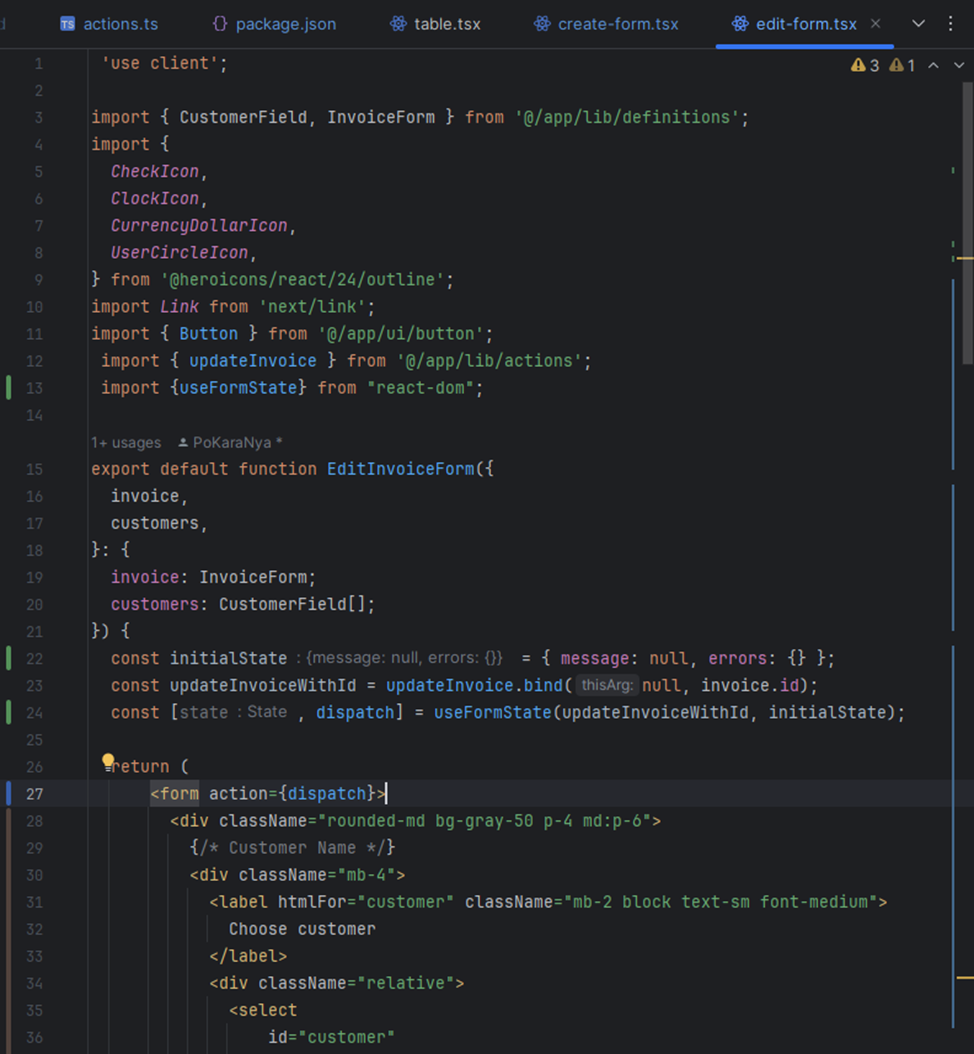 d TS actions.ts {} package.json table.tsx create-form.tsx edit-form.tsx
3 1
1 'use client';
2
3 import { CustomerField, InvoiceForm } from '@/app/lib/definitions';
4 import {
5 CheckIcon,
6 ClockIcon,
7 CurrencyDollarIcon,
8 UserCircleIcon,
9 } from '@heroicons/react/24/outline';
10 import Link from 'next/link';
11 import { Button } from '@/app/ui/button';
12 import { updateInvoice } from '@/app/lib/actions';
13 import {useFormState} from "react-dom";
14
1+ usages PoKaraNya *
15 export default function EditInvoiceForm({
16 invoice,
17 customers,
18 }: {
19 invoice: InvoiceForm;
20 customers: CustomerField[];
21 }) {
22 const initialState : {message: null, errors: {}} = { message: null, errors: {} };
23 const updateInvoiceWithId = updateInvoice.bind( thisArg: null, invoice.id);
24 const [state : State , dispatch] = useFormState(updateInvoiceWithId, initialState);
25
26 return (
27 <form action={dispatch}>
28 <div className="rounded-md bg-gray-50 p-4 md:p-6">
29 {/* Customer Name */}
30 <div className="mb-4">
31 <label htmlFor="customer" className="mb-2 block text-sm font-medium">
32 Choose customer
33 </label>
34 <div className="relative">
35 <select
36 id="customer"